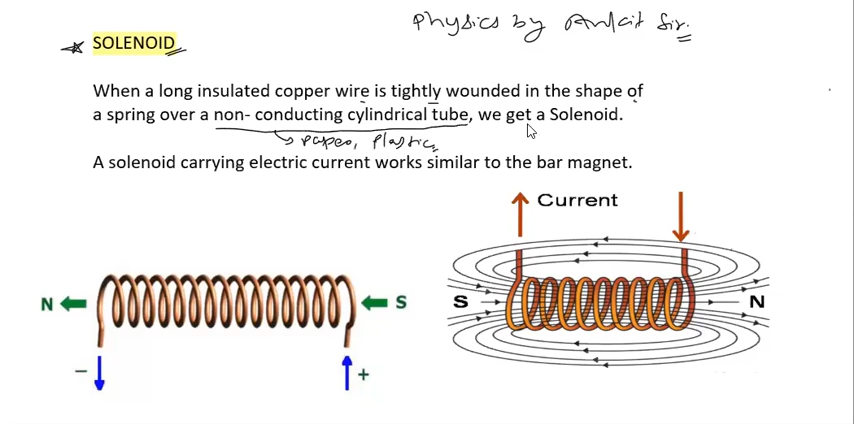 Physics by Ankit Sir.
SOLENOID
When a long insulated copper wire is tightly wounded in the shape of
a spring over a non- conducting cylindrical tube, we get a Solenoid.
paper, plastic
A solenoid carrying electric current works similar to the bar magnet.
Current
N S
S N
- +